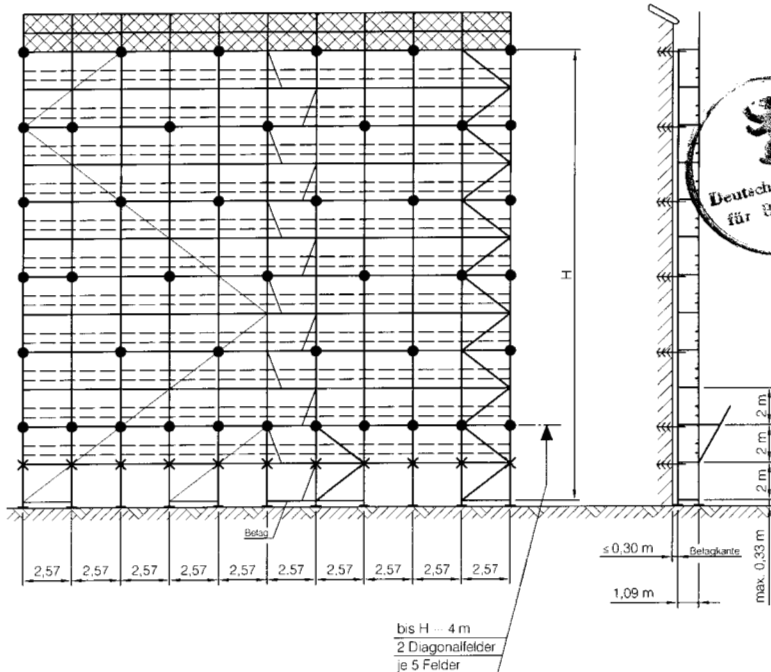 H
Deutsch
für B
2 m
2 m
2 m
Belag
2,57 2,57 2,57 2,57 2,57 2,57 2,57 2,57 2,57 2,57
≤ 0,30 m
Belagkante
max. 0,33 m
1,09 m
bis H – 4 m
2 Diagonalfelder
je 5 Felder